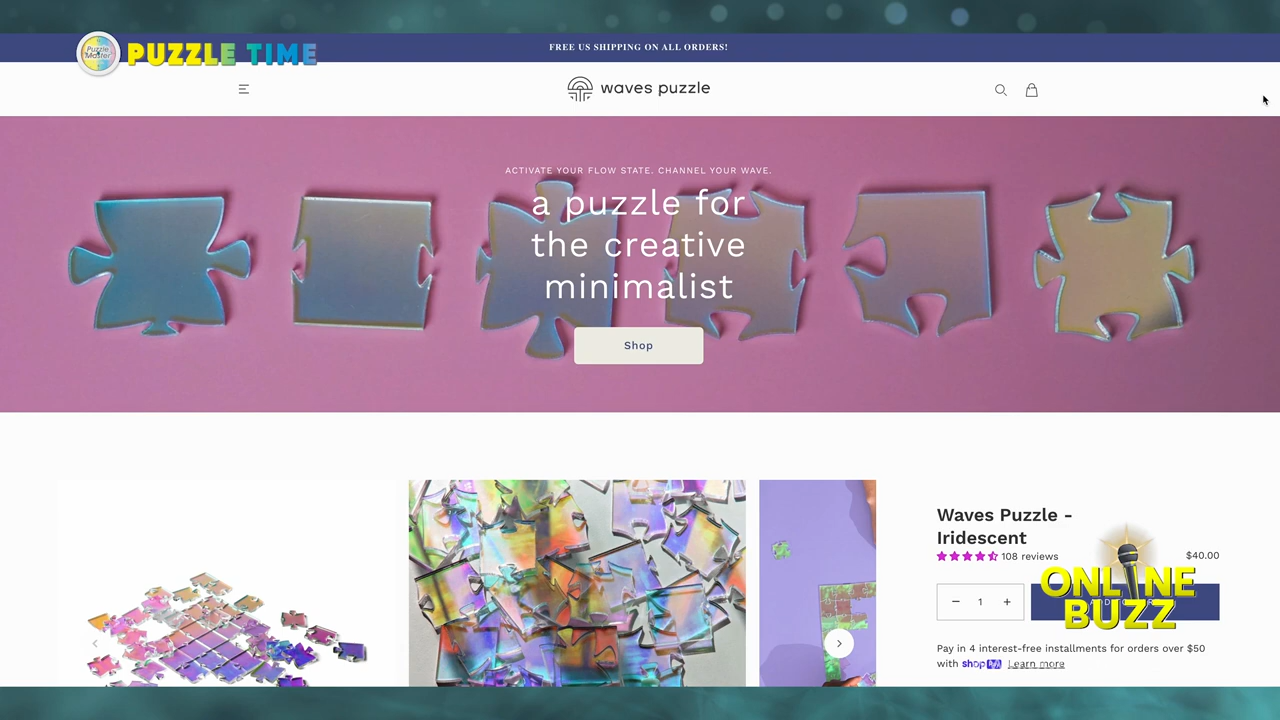 FREE US SHIPPING ON ALL ORDERS!
Puzzle
Master
PUZZLE TIME
waves puzzle
ACTIVATE YOUR FLOW STATE. CHANNEL YOUR WAVE.
a puzzle for
the creative
minimalist
Shop
Waves Puzzle -
Iridescent
108 reviews
$40.00
1
ONLINE
BUZZ
Pay in 4 interest-free installments for orders over $50
with shop Learn more